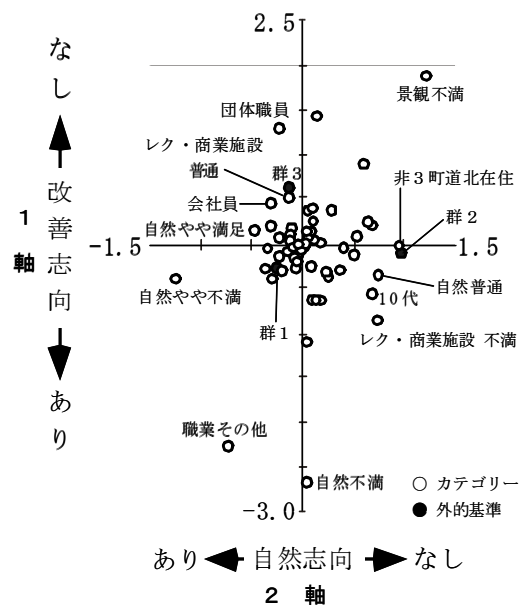 2.5
なし
景観不満
団体職員
レク・商業施設
普通
群3
非3町道北在住
改善志向
会社員
群2
1軸
自然やや満足
-1.5
1.5
自然やや不満
自然普通
10代
群1
レク・商業施設 不満
あり
職業その他
自然不満
カテゴリー
-3.0
外的基準
あり 自然志向 なし
2 軸